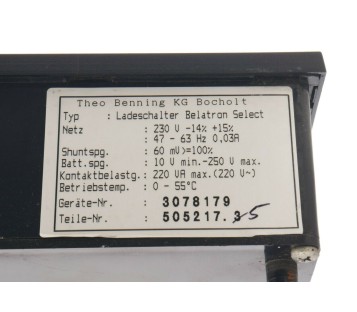 Theo Benning KG Bocholt
Typ : Ladeschalter Belatron Select
Netz : 230 V -14% +15%
: 47 - 63 Hz 0,03A
Shuntspg. : 60 mV)=100%
Batt.spg. : 10 V min.-250 V max.
Kontaktbelastg.: 220 VA max.(220 V~)
Betriebstemp. : 0 - 55°C
Geräte-Nr. : 3078179
Teile-Nr. : 505217.35